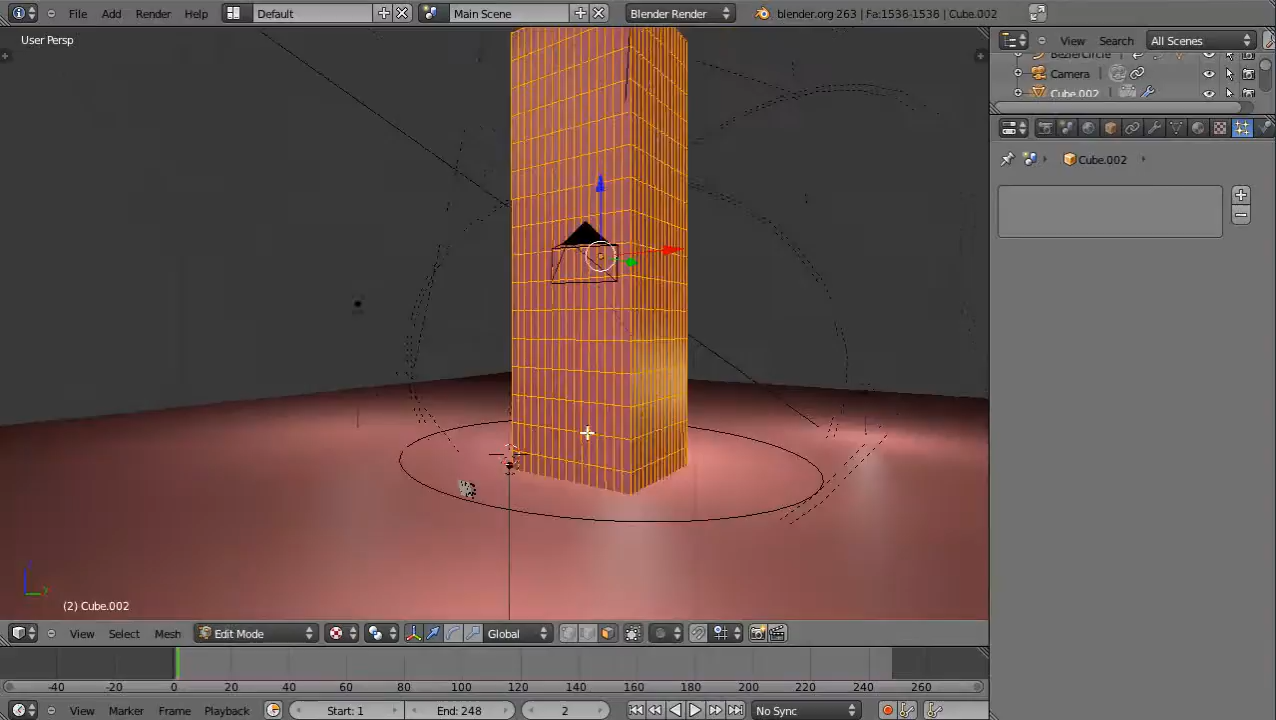 File Add Render Help Default Main Scene Blender Render blender.org 263 | Fa:1536-1536 | Cube.002
User Persp
View Search All Scenes
BezierCircle
Camera
Cube.002
Cube.002
(2) Cube.002
View Select Mesh Edit Mode Global
-40 -20 0 20 40 60 80 100 120 140 160 180 200 220 240 260
View Marker Frame Playback Start: 1 End: 248 2 No Sync